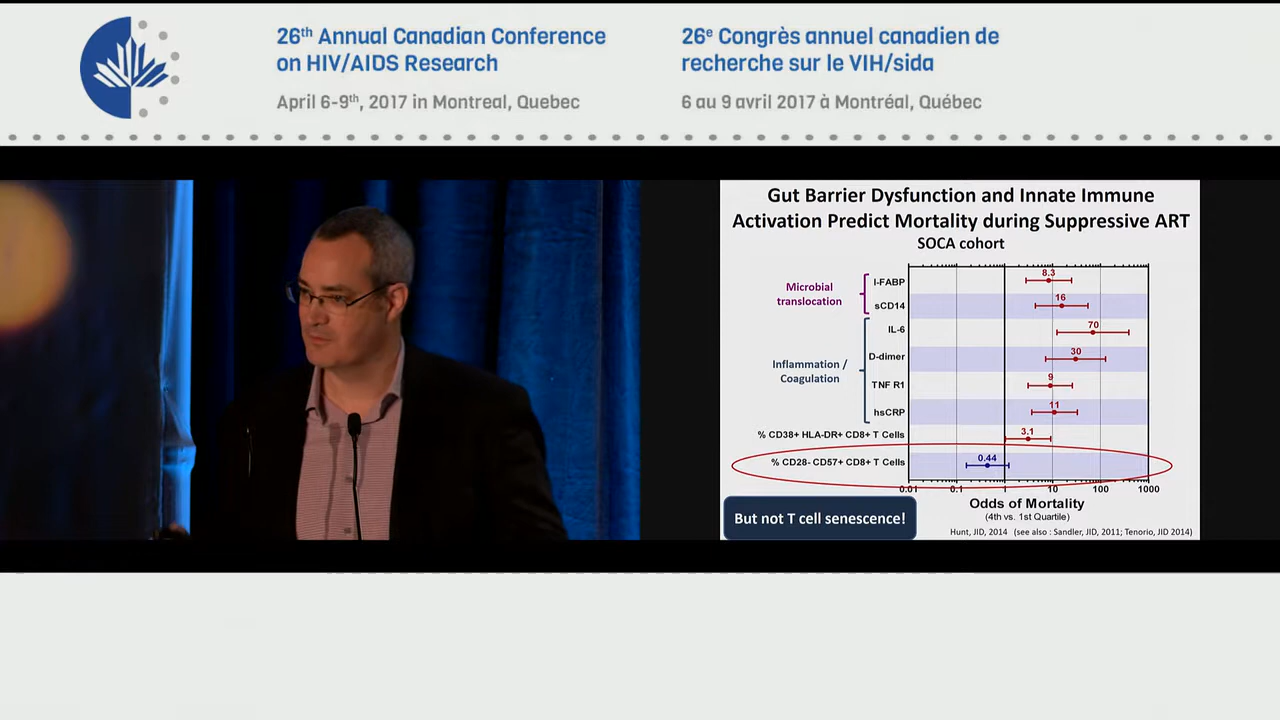 26th Annual Canadian Conference
on HIV/AIDS Research
April 6-9th, 2017 in Montreal, Quebec
26e Congrès annuel canadien de
recherche sur le VIH/sida
6 au 9 avril 2017 à Montréal, Québec
Gut Barrier Dysfunction and Innate Immune
Activation Predict Mortality during Suppressive ART
SOCA cohort
Microbial
translocation
I-FABP
8.3
sCD14
16
Inflammation /
Coagulation
IL-6
70
D-dimer
30
TNF R1
9
hsCRP
11
% CD38+ HLA-DR+ CD8+ T Cells
3.1
% CD28- CD57+ CD8+ T Cells
0.44
0.01 0.1 1 10 100 1000
Odds of Mortality
(4th vs. 1st Quartile)
But not T cell senescence!
Hunt, JID, 2014 (see also : Sandler, JID, 2011; Tenorio, JID 2014)